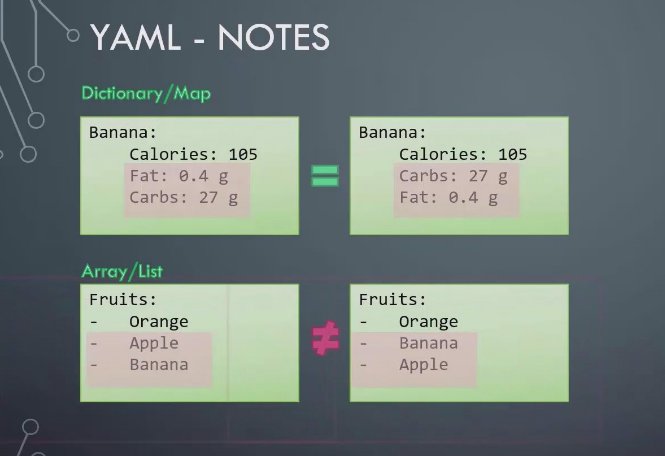 YAML - NOTES
Dictionary/Map
Banana:
Calories: 105
Fat: 0.4 g
Carbs: 27 g
=
Banana:
Calories: 105
Carbs: 27 g
Fat: 0.4 g
Array/List
Fruits:
- Orange
- Apple
- Banana
≠
Fruits:
- Orange
- Banana
- Apple